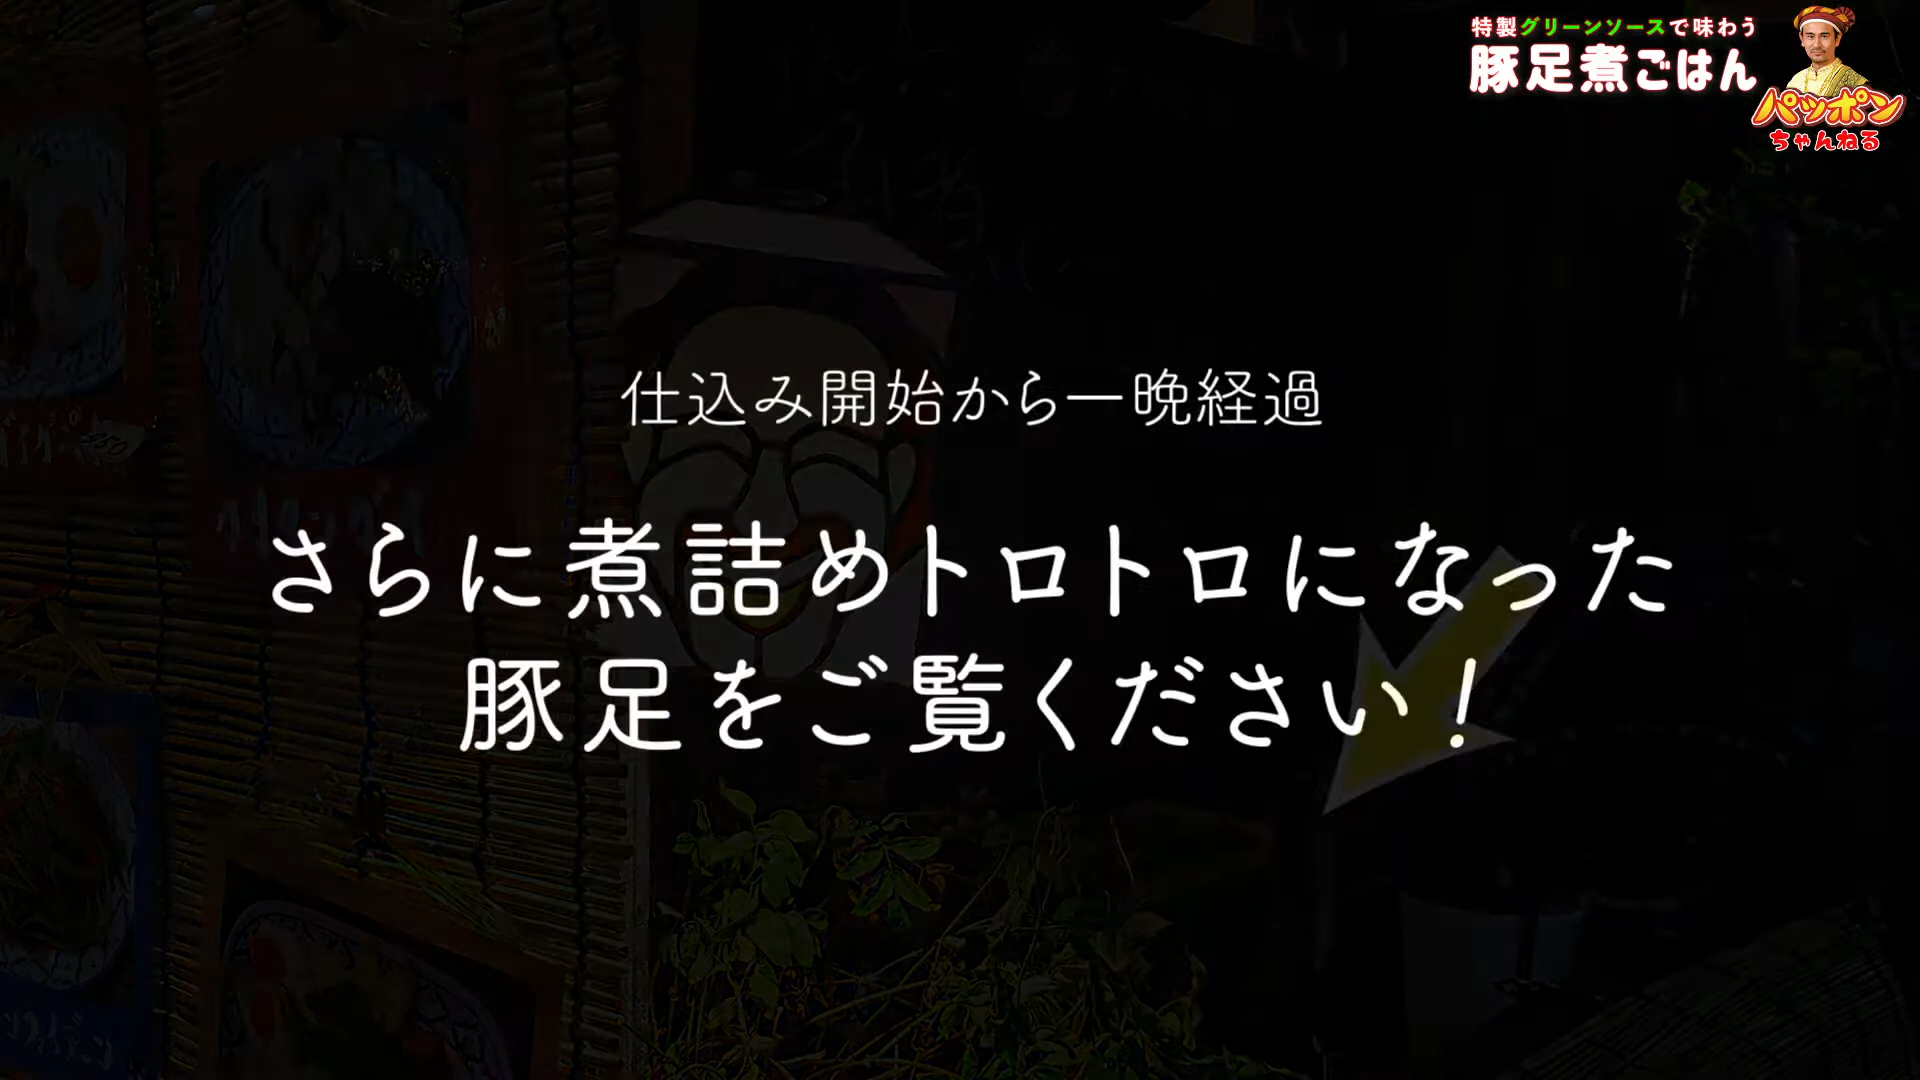 特製グリーンソースで味わう
豚足煮ごはん
パッポン
ちゃんねる
仕込み開始から一晩経過
さらに煮詰めトロトロになった
豚足をご覧ください！